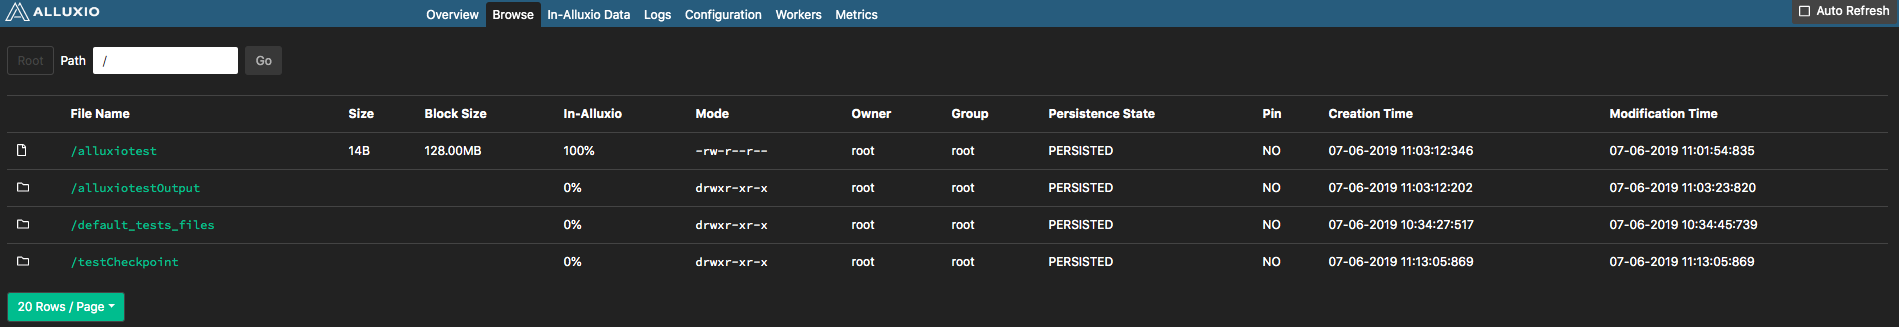 ALLUXIO Overview Browse In-Alluxio Data Logs Configuration Workers Metrics Auto Refresh
Root Path / Go
File Name Size Block Size In-Alluxio Mode Owner Group Persistence State Pin Creation Time Modification Time
/alluxiotest 14B 128.00MB 100% -rw-r--r-- root root PERSISTED NO 07-06-2019 11:03:12:346 07-06-2019 11:01:54:835
/alluxiotestOutput 0% drwxr-xr-x root root PERSISTED NO 07-06-2019 11:03:12:202 07-06-2019 11:03:23:820
/default_tests_files 0% drwxr-xr-x root root PERSISTED NO 07-06-2019 10:34:27:517 07-06-2019 10:34:45:739
/testCheckpoint 0% drwxr-xr-x root root PERSISTED NO 07-06-2019 11:13:05:869 07-06-2019 11:13:05:869
20 Rows / Page